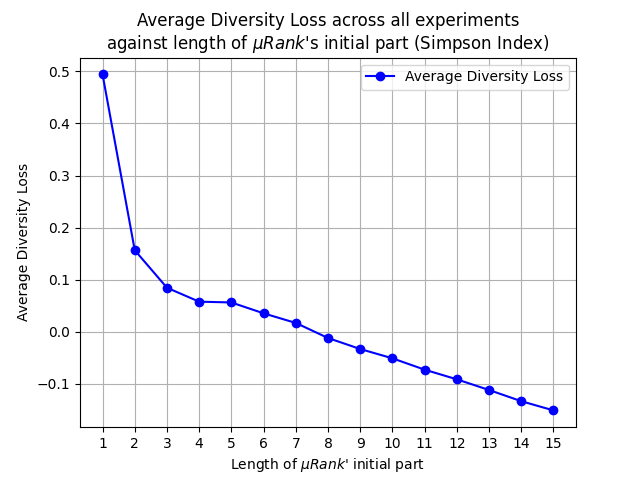 Average Diversity Loss across all experiments
against length of μRank's initial part (Simpson Index)
Average Diversity Loss
Average Diversity Loss
0.5
0.4
0.3
0.2
0.1
0.0
−0.1
1 2 3 4 5 6 7 8 9 10 11 12 13 14 15
Length of μRank' initial part